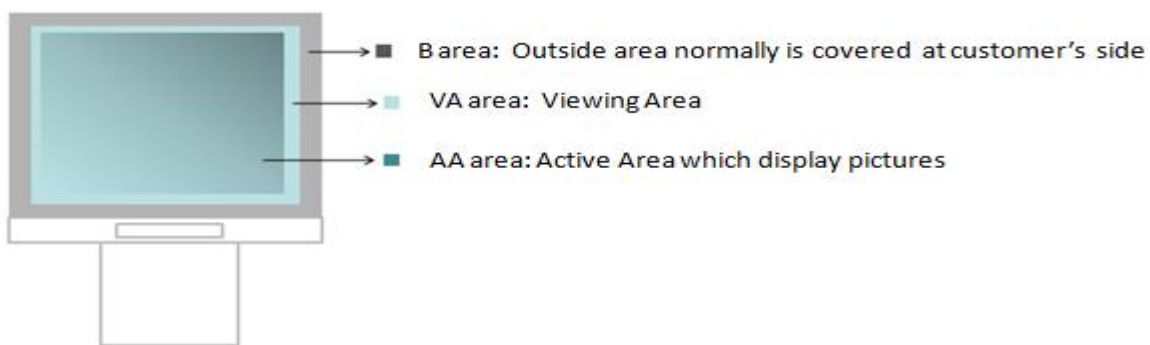 B area: Outside area normally is covered at customer's side
VA area: Viewing Area
AA area: Active Area which display pictures